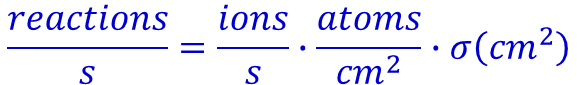 reactions/s = ions/s · atoms/cm² · σ(cm²)